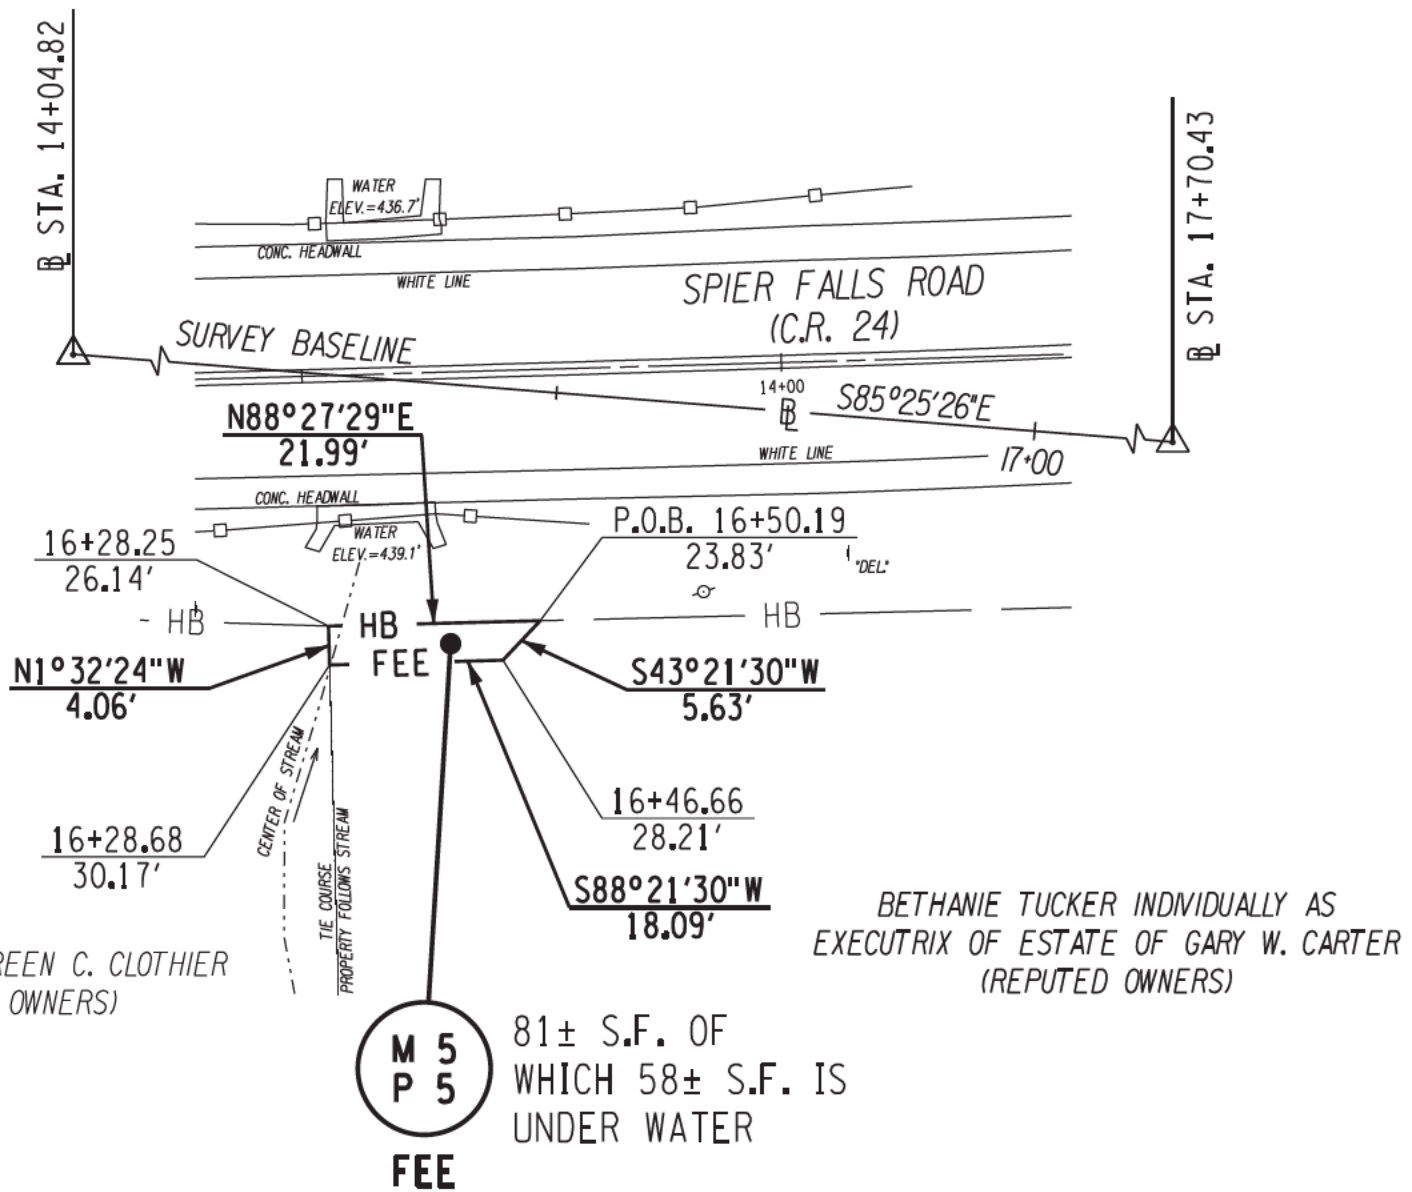 ℄ STA. 14+04.82
℄ STA. 17+70.43
WATER
ELEV.=436.7'
CONC. HEADWALL
WHITE LINE
SPIER FALLS ROAD
(C.R. 24)
SURVEY BASELINE
14+00
℄
S85°25'26"E
N88°27'29"E
21.99'
WHITE LINE
17+00
CONC. HEADWALL
WATER
ELEV.=439.1'
P.O.B. 16+50.19
23.83'
"DEL"
16+28.25
26.14'
HB
HB
HB
FEE
N1°32'24"W
4.06'
S43°21'30"W
5.63'
CENTER OF STREAM
16+46.66
28.21'
16+28.68
30.17'
TIE COURSE
PROPERTY FOLLOWS STREAM
S88°21'30"W
18.09'
BETHANIE TUCKER INDIVIDUALLY AS
EXECUTRIX OF ESTATE OF GARY W. CARTER
(REPUTED OWNERS)
REEN C. CLOTHIER
OWNERS)
M 5
P 5
81± S.F. OF
WHICH 58± S.F. IS
UNDER WATER
FEE